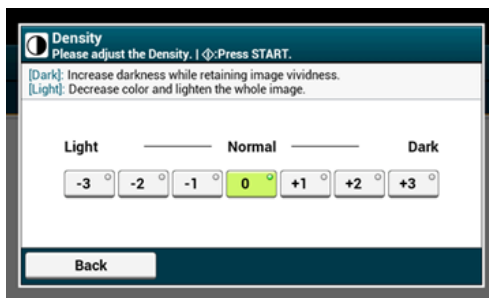 Density
Please adjust the Density. | :Press START.
[Dark]: Increase darkness while retaining image vividness.
[Light]: Decrease color and lighten the whole image.
Light Normal Dark
-3 -2 -1 0 +1 +2 +3
Back